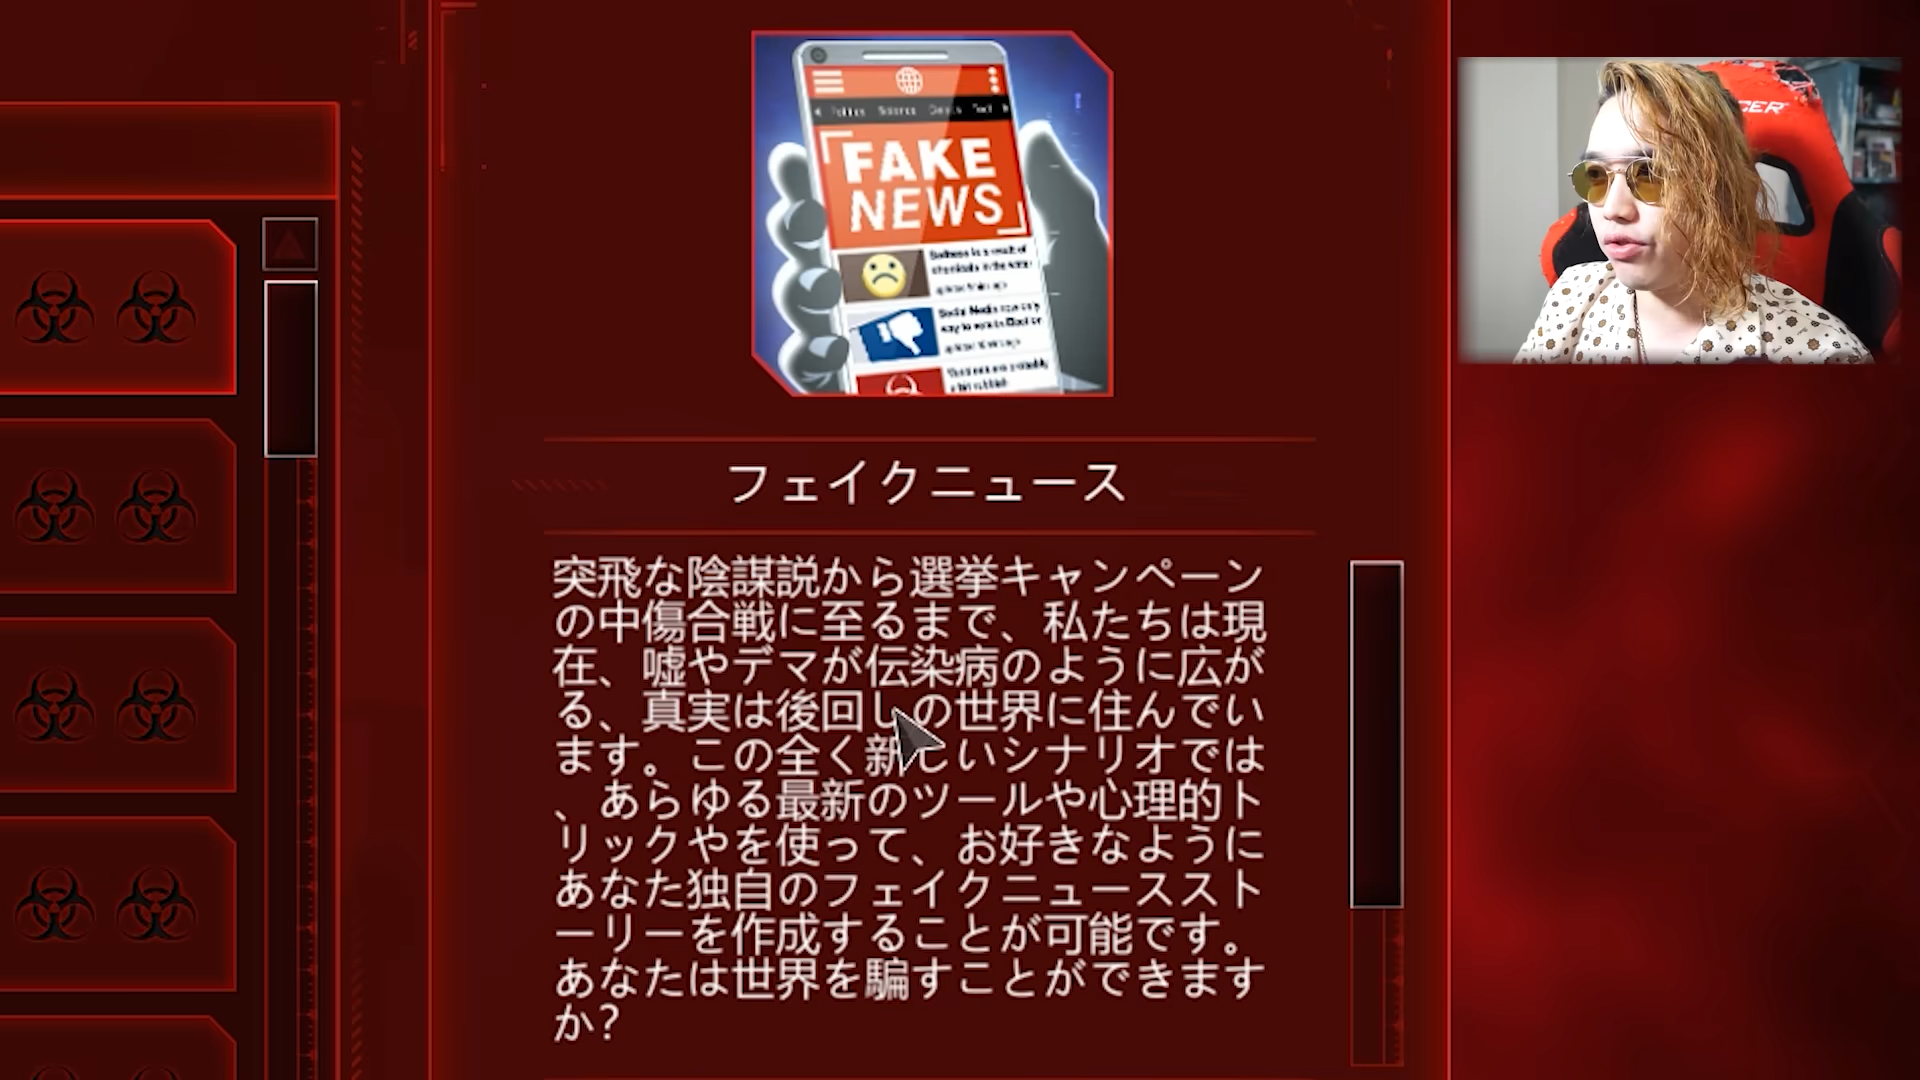 Politics Science
FAKE
NEWS
フェイクニュース
突飛な陰謀説から選挙キャンペーン
の中傷合戦に至るまで、私たちは現
在、嘘やデマが伝染病のように広が
る、真実は後回しの世界に住んでい
ます。この全く新しいシナリオでは
、あらゆる最新のツールや心理的ト
リックやを使って、お好きなように
あなた独自のフェイクニューススト
ーリーを作成することが可能です。
あなたは世界を騙すことができます
か?